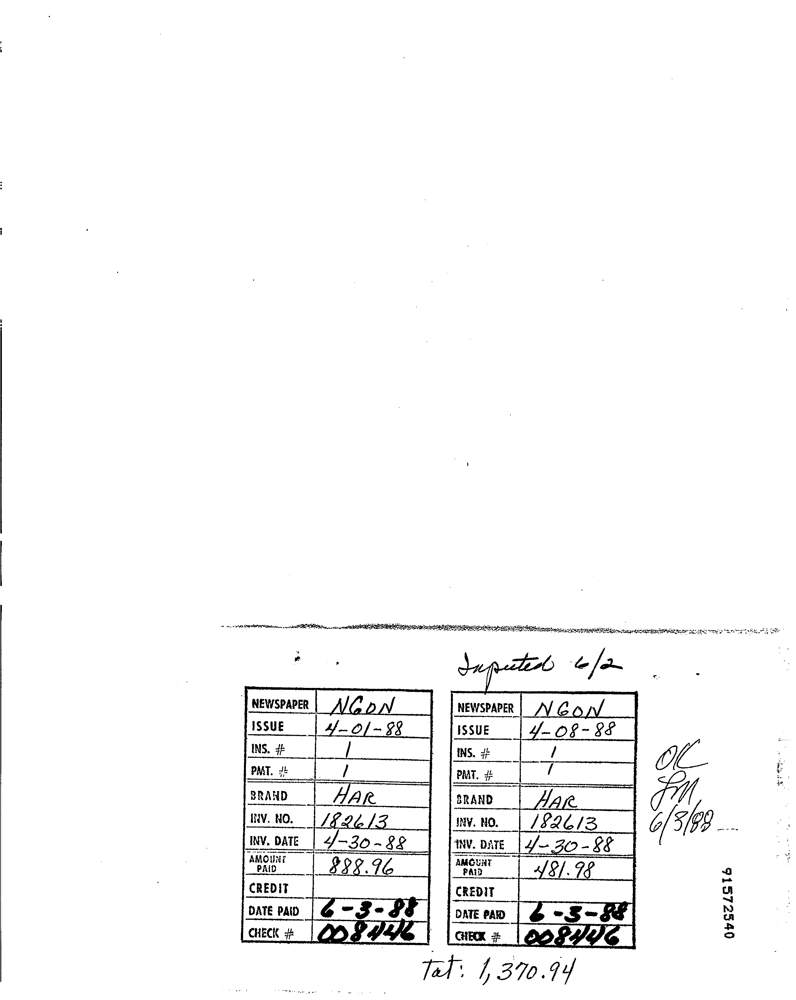 Inputed 6/2
NEWSPAPER NGON
ISSUE 4-01-88
INS. # 1
PMT. # 1
BRAND HAR
INV. NO. 182613
INV. DATE 4-30-88
AMOUNT PAID 888.96
CREDIT
DATE PAID 6-3-88
CHECK # 008446
NEWSPAPER NGON
ISSUE 4-08-88
INS. # 1
PMT. # 1
BRAND HAR
INV. NO. 182613
INV. DATE 4-30-88
AMOUNT PAID 481.98
CREDIT
DATE PAID 6-3-88
CHECK # 008446
OK
6/3/88
Tot: 1,370.94
91572540